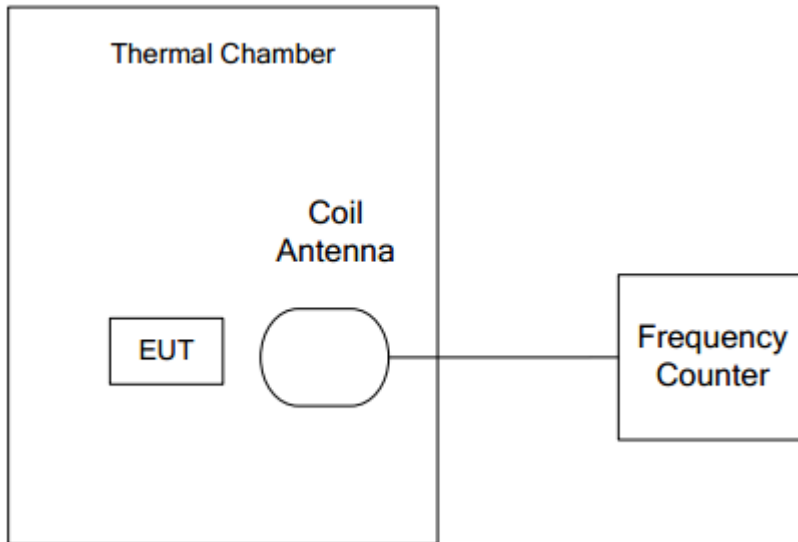 Thermal Chamber
Coil
Antenna
EUT
Frequency
Counter